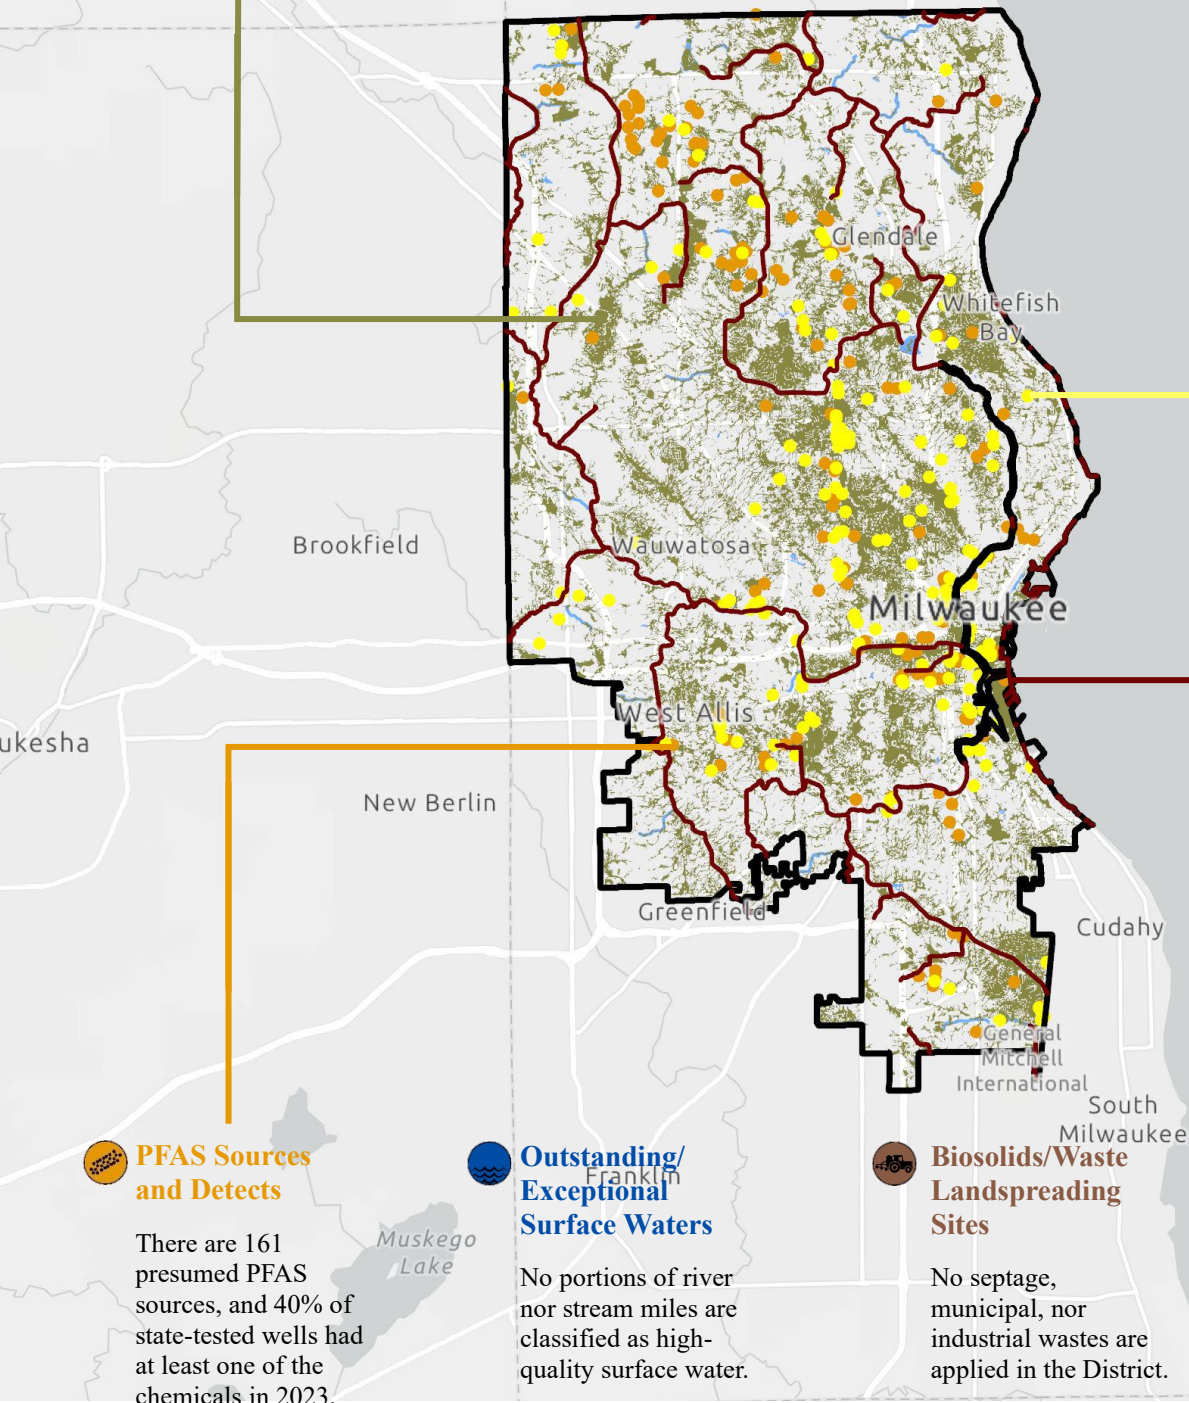 Glendale
Whitefish
Bay
Brookfield
Wauwatosa
Milwaukee
West Allis
ukesha
New Berlin
Greenfield
Cudahy
General
Mitchell
International
South
Milwaukee
Franklin
Muskego
Lake
PFAS Sources
and Detects
There are 161
presumed PFAS
sources, and 40% of
state-tested wells had
at least one of the
chemicals in 2023.
Outstanding/
Exceptional
Surface Waters
No portions of river
nor stream miles are
classified as high-
quality surface water.
Biosolids/Waste
Landspreading
Sites
No septage,
municipal, nor
industrial wastes are
applied in the District.